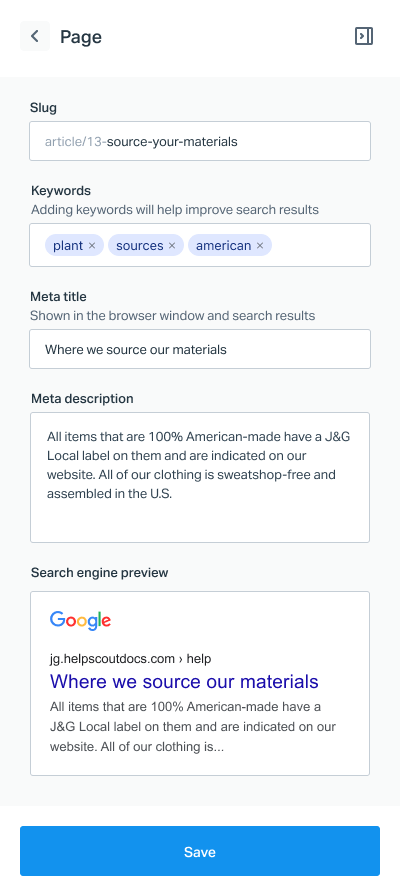 Page
Slug
article/13-source-your-materials
Keywords
Adding keywords will help improve search results
plant × sources × american ×
Meta title
Shown in the browser window and search results
Where we source our materials
Meta description
All items that are 100% American-made have a J&G
Local label on them and are indicated on our
website. All of our clothing is sweatshop-free and
assembled in the U.S.
Search engine preview
Google
jg.helpscoutdocs.com › help
Where we source our materials
All items that are 100% American-made have a
J&G Local label on them and are indicated on our
website. All of our clothing is...
Save